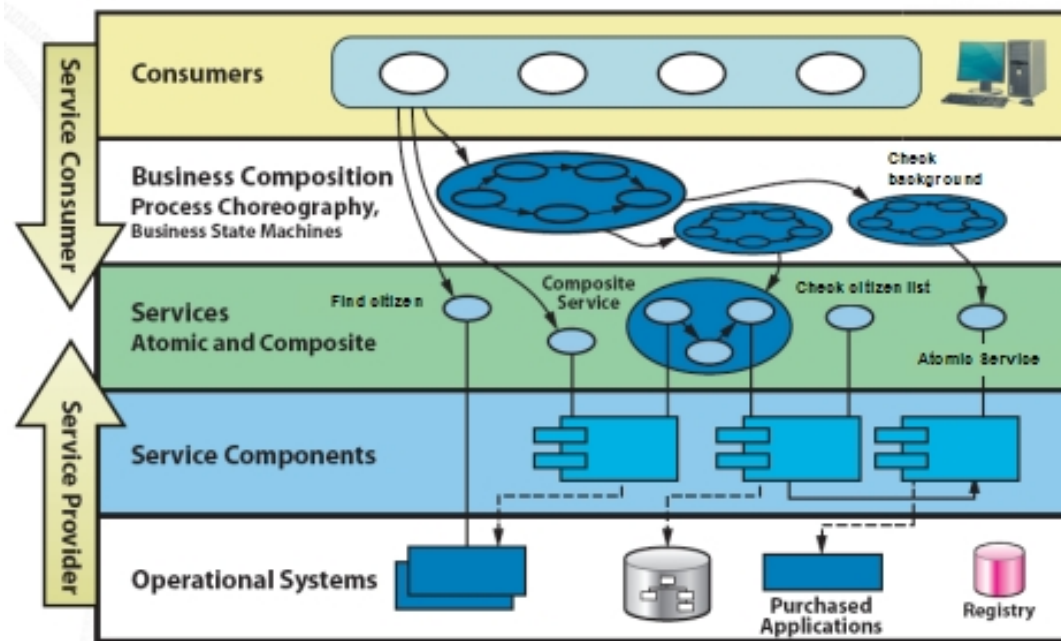 Service Consumer
Service Provider
Consumers
Business Composition
Process Choreography,
Business State Machines
Check
background
Services
Atomic and Composite
Find citizen
Composite
Service
Check citizen list
Atomic Service
Service Components
Operational Systems
Purchased
Applications
Registry